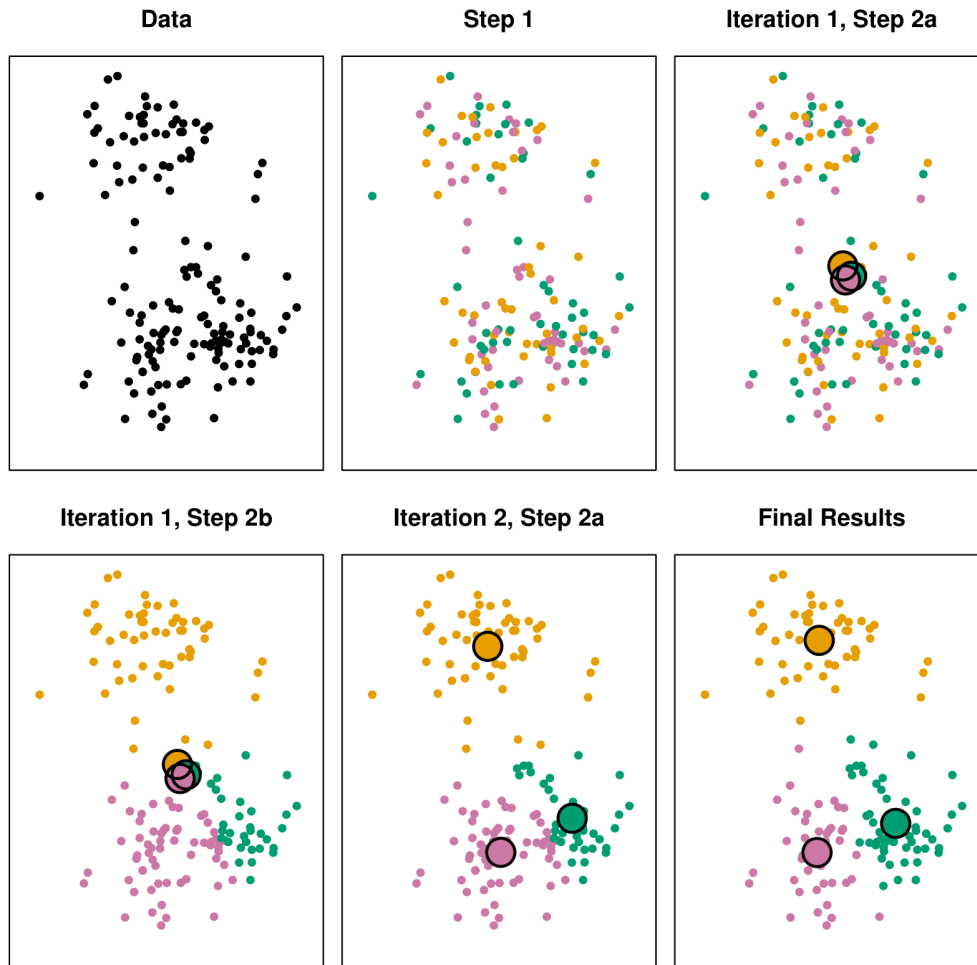 Data
Step 1
Iteration 1, Step 2a
Iteration 1, Step 2b
Iteration 2, Step 2a
Final Results